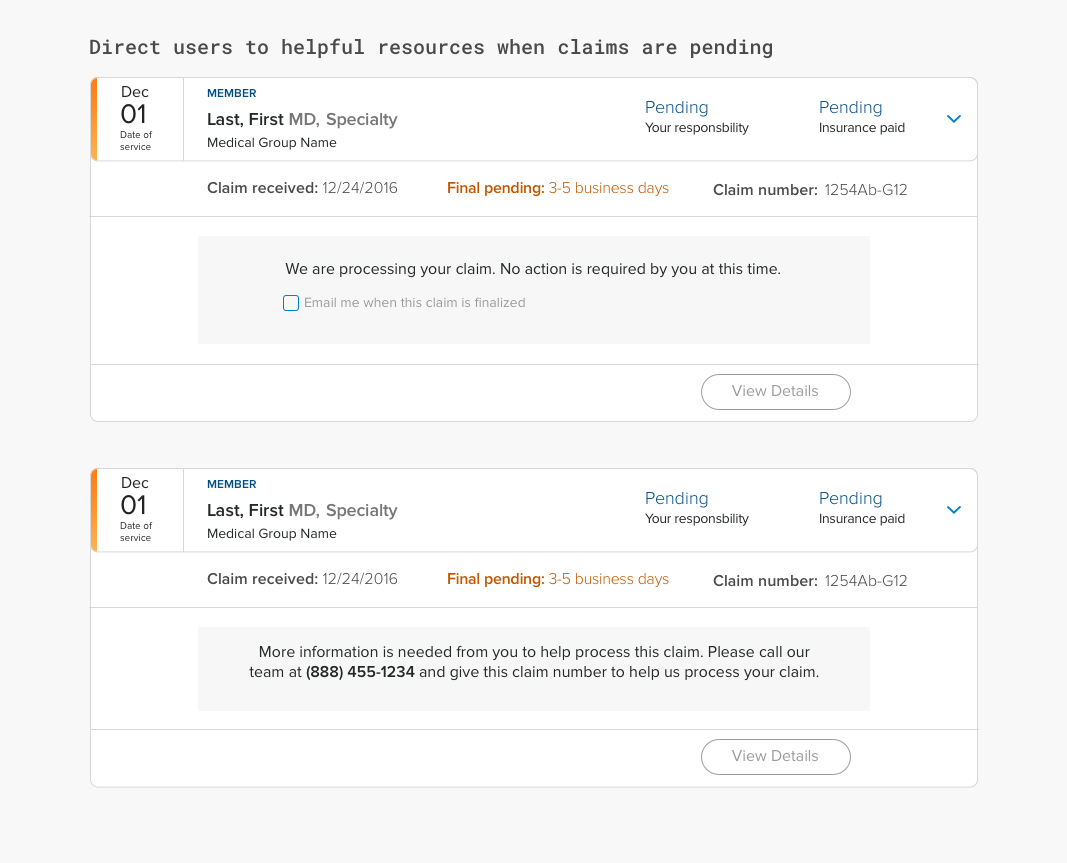 Direct users to helpful resources when claims are pending
Dec
01
Date of
service
MEMBER
Last, First MD, Specialty
Medical Group Name
Pending
Your responsbility
Pending
Insurance paid
Claim received: 12/24/2016
Final pending: 3-5 business days
Claim number: 1254Ab-G12
We are processing your claim. No action is required by you at this time.
Email me when this claim is finalized
View Details
Dec
01
Date of
service
MEMBER
Last, First MD, Specialty
Medical Group Name
Pending
Your responsbility
Pending
Insurance paid
Claim received: 12/24/2016
Final pending: 3-5 business days
Claim number: 1254Ab-G12
More information is needed from you to help process this claim. Please call our
team at (888) 455-1234 and give this claim number to help us process your claim.
View Details